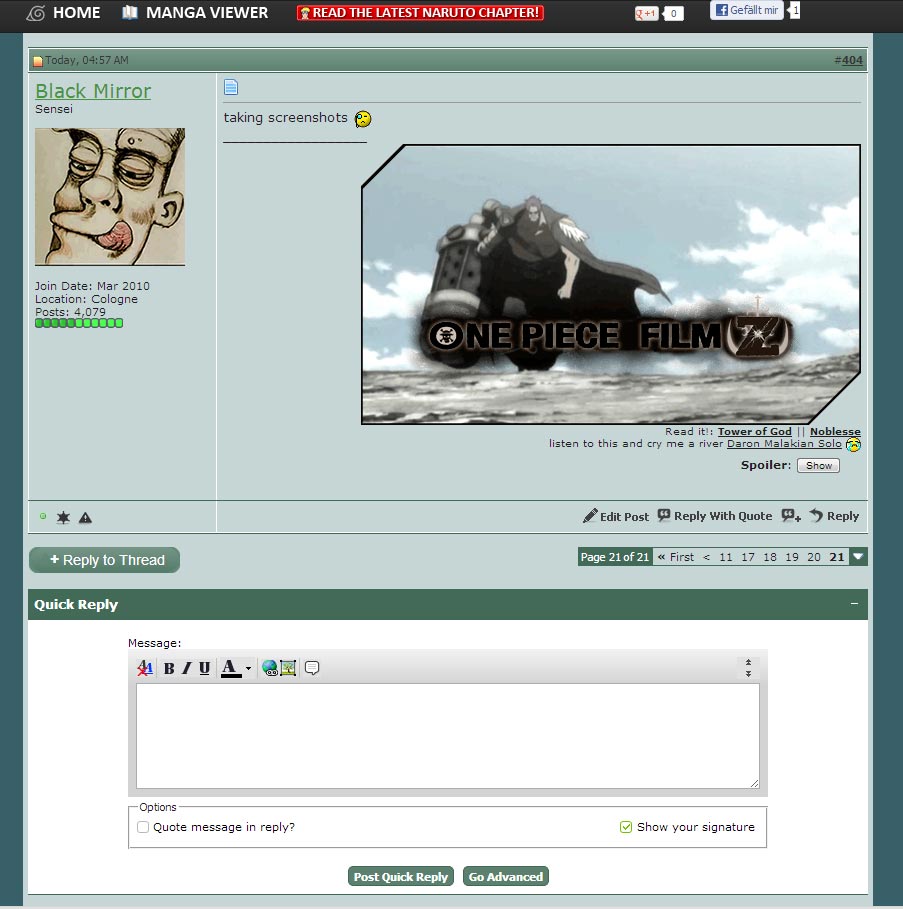 HOME MANGA VIEWER READ THE LATEST NARUTO CHAPTER! +1 0 Gefällt mir 1
Today, 04:57 AM #404
Black Mirror
Sensei
taking screenshots
ONE PIECE FILM Z
Join Date: Mar 2010
Location: Cologne
Posts: 4,079
Read it!: Tower of God || Noblesse
listen to this and cry me a river Daron Malakian Solo
Spoiler: Show
Edit Post Reply With Quote Reply
+ Reply to Thread Page 21 of 21 « First < 11 17 18 19 20 21
Quick Reply
Message:
B I U A
Options
Quote message in reply? Show your signature
Post Quick Reply Go Advanced